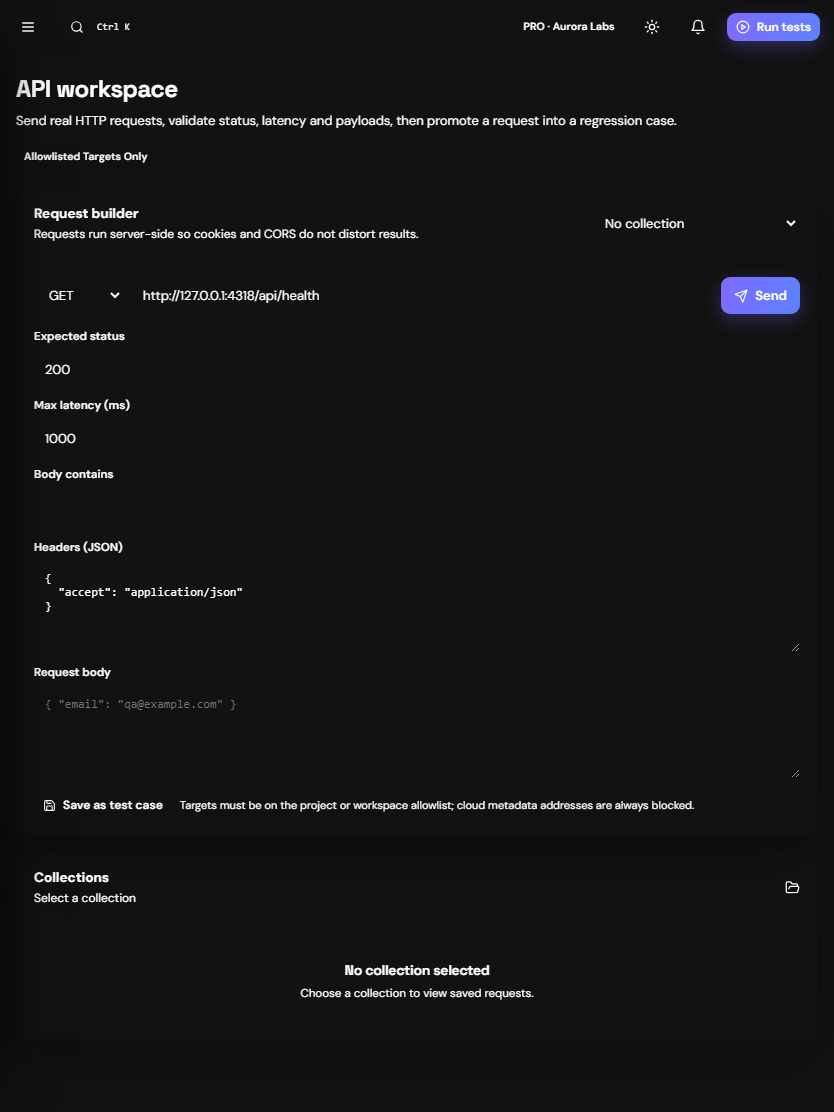 Ctrl K
PRO · Aurora Labs
Run tests
API workspace
Send real HTTP requests, validate status, latency and payloads, then promote a request into a regression case.
Allowlisted Targets Only
Request builder
Requests run server-side so cookies and CORS do not distort results.
No collection
GET
http://127.0.0.1:4318/api/health
Send
Expected status
200
Max latency (ms)
1000
Body contains
Headers (JSON)
{
  "accept": "application/json"
}
Request body
{ "email": "qa@example.com" }
Save as test case
Targets must be on the project or workspace allowlist; cloud metadata addresses are always blocked.
Collections
Select a collection
No collection selected
Choose a collection to view saved requests.